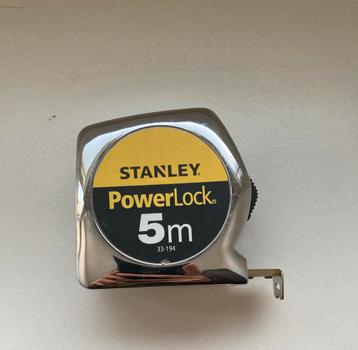 STANLEY.
PowerLock®
5m
33-194